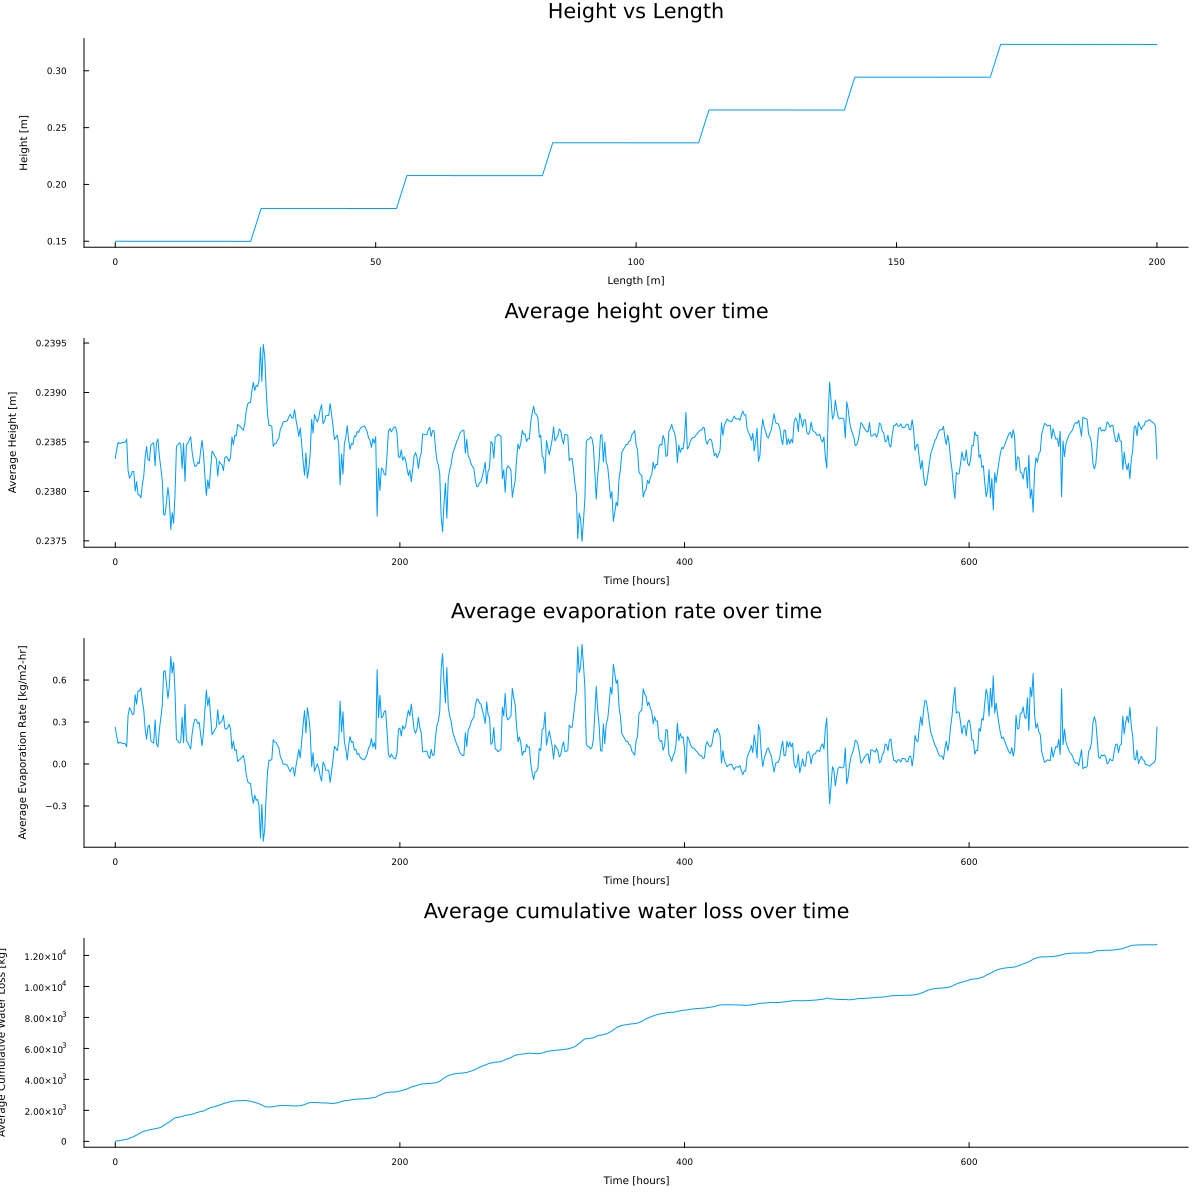 Height vs Length
Height [m]
0.30
0.25
0.20
0.15
0 50 100 150 200
Length [m]
Average height over time
Average Height [m]
0.2395
0.2390
0.2385
0.2380
0.2375
0 200 400 600
Time [hours]
Average evaporation rate over time
Average Evaporation Rate [kg/m2-hr]
0.6
0.3
0.0
−0.3
0 200 400 600
Time [hours]
Average cumulative water loss over time
Average Cumulative Water Loss [kg]
1.20×10⁴
1.00×10⁴
8.00×10³
6.00×10³
4.00×10³
2.00×10³
0
0 200 400 600
Time [hours]